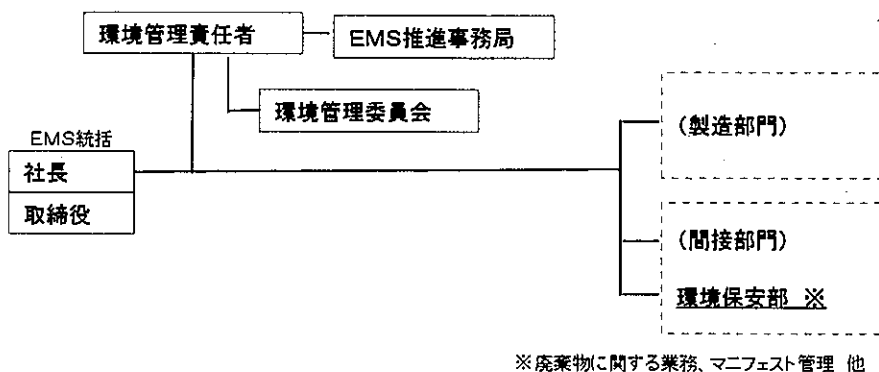 環境管理責任者
EMS推進事務局
環境管理委員会
(製造部門)
EMS統括
社長
取締役
(間接部門)
環境保安部 ※
※廃棄物に関する業務、マニフェスト管理 他